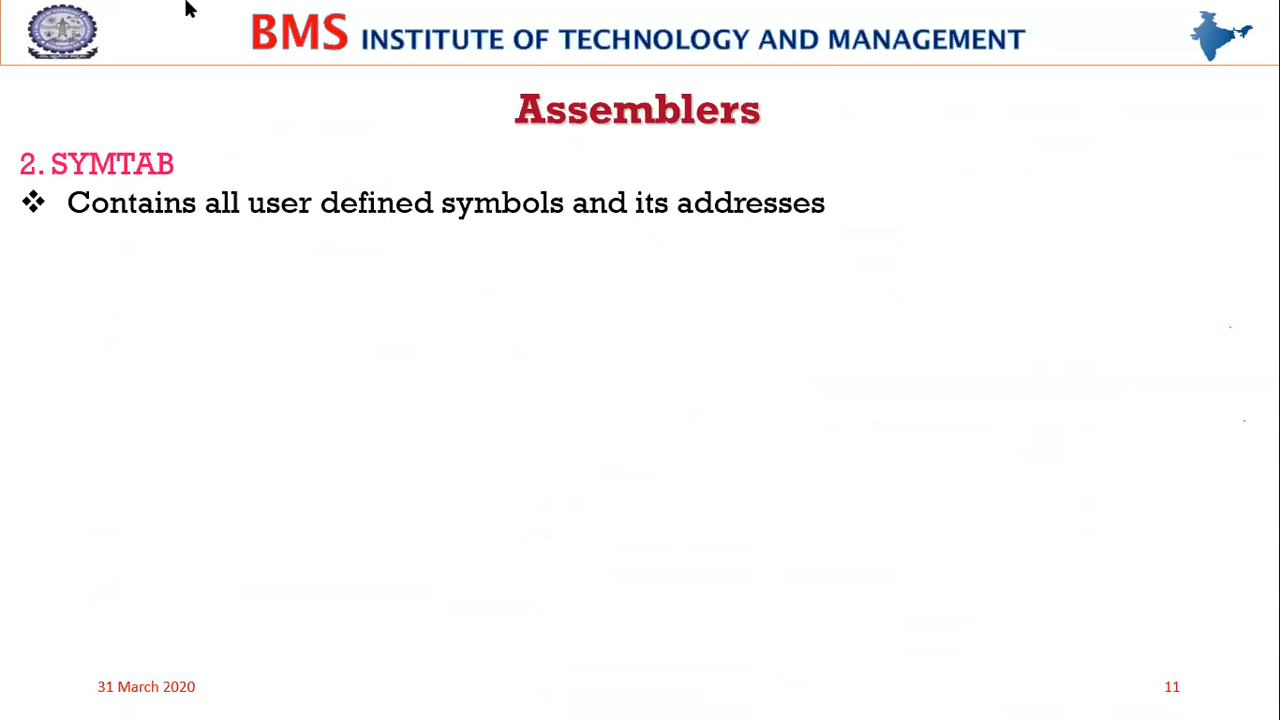 BMS INSTITUTE OF TECHNOLOGY AND MANAGEMENT
Assemblers
2. SYMTAB
❖ Contains all user defined symbols and its addresses
31 March 2020
11